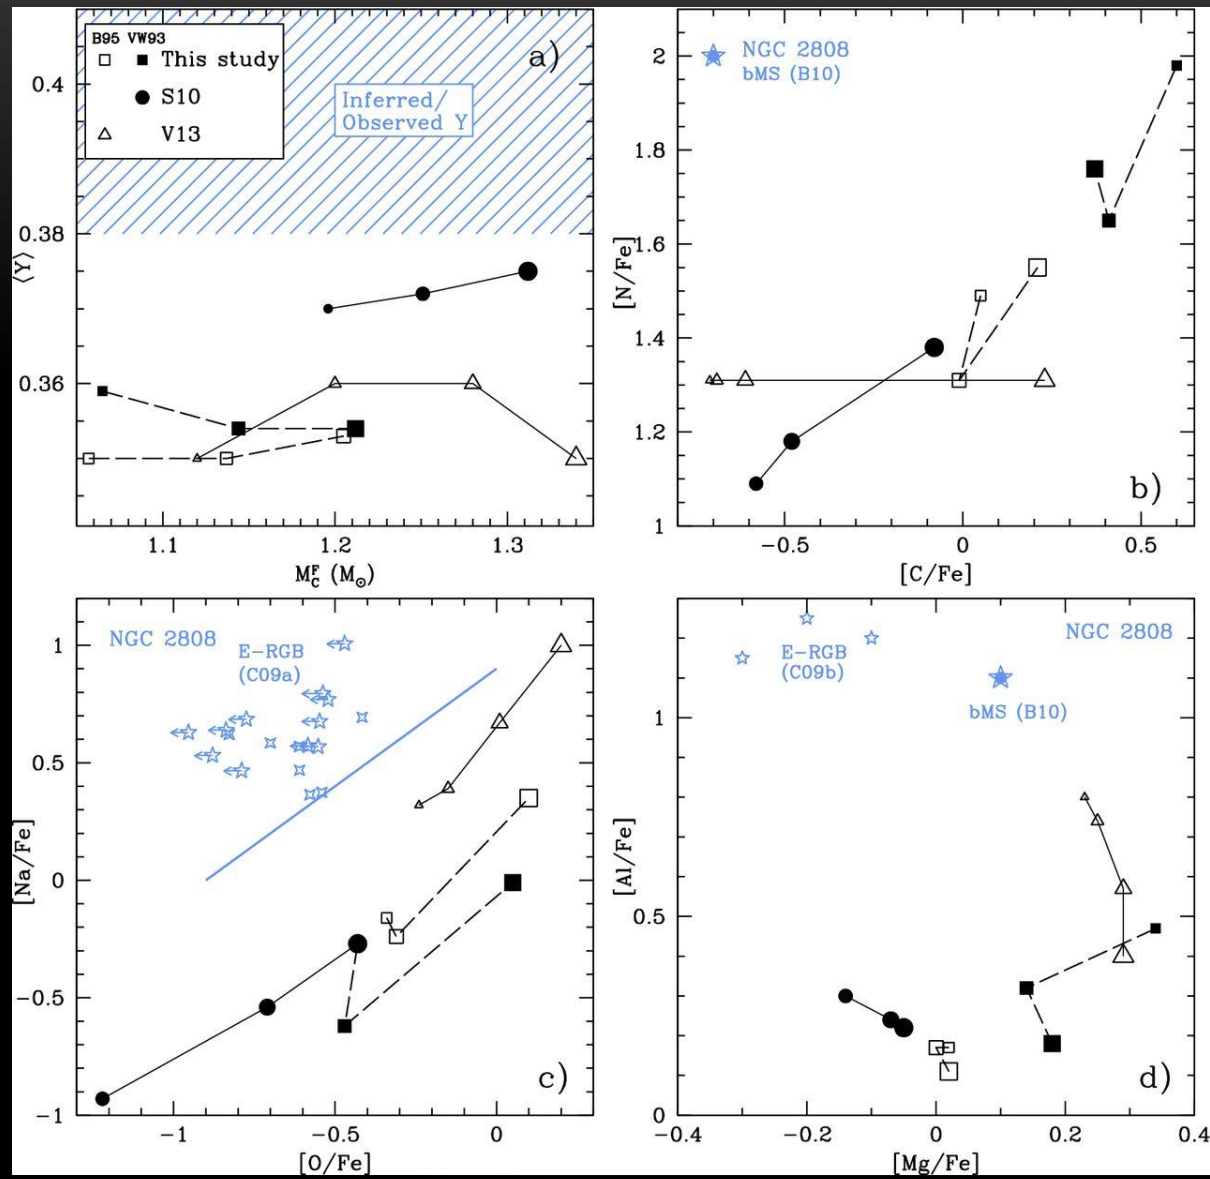 B95 VW93
This study
S10
V13
a)
Inferred/
Observed Y
0.4
0.38
0.36
⟨Y⟩
1.1
1.2
1.3
M_C^F (M_⊙)
NGC 2808
bMS (B10)
2
1.8
1.6
1.4
1.2
1
[N/Fe]
b)
−0.5
0
0.5
[C/Fe]
NGC 2808
E−RGB
(C09a)
1
0.5
0
−0.5
−1
[Na/Fe]
c)
−1
−0.5
0
[O/Fe]
NGC 2808
E−RGB
(C09b)
bMS (B10)
1
0.5
0
[Al/Fe]
d)
−0.4
−0.2
0
0.2
0.4
[Mg/Fe]